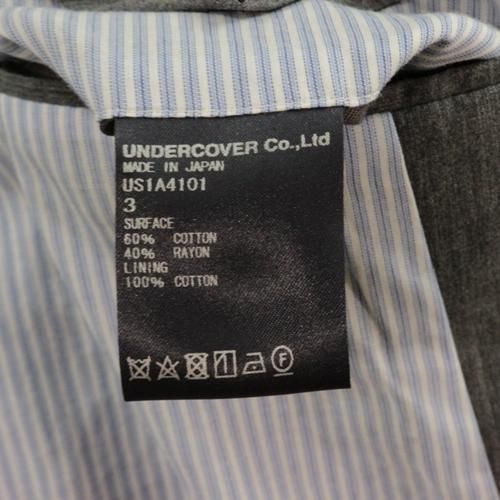 UNDERCOVER Co.,Ltd
MADE IN JAPAN
US1A4101
3
SURFACE
60% COTTON
40% RAYON
LINING
100% COTTON
F